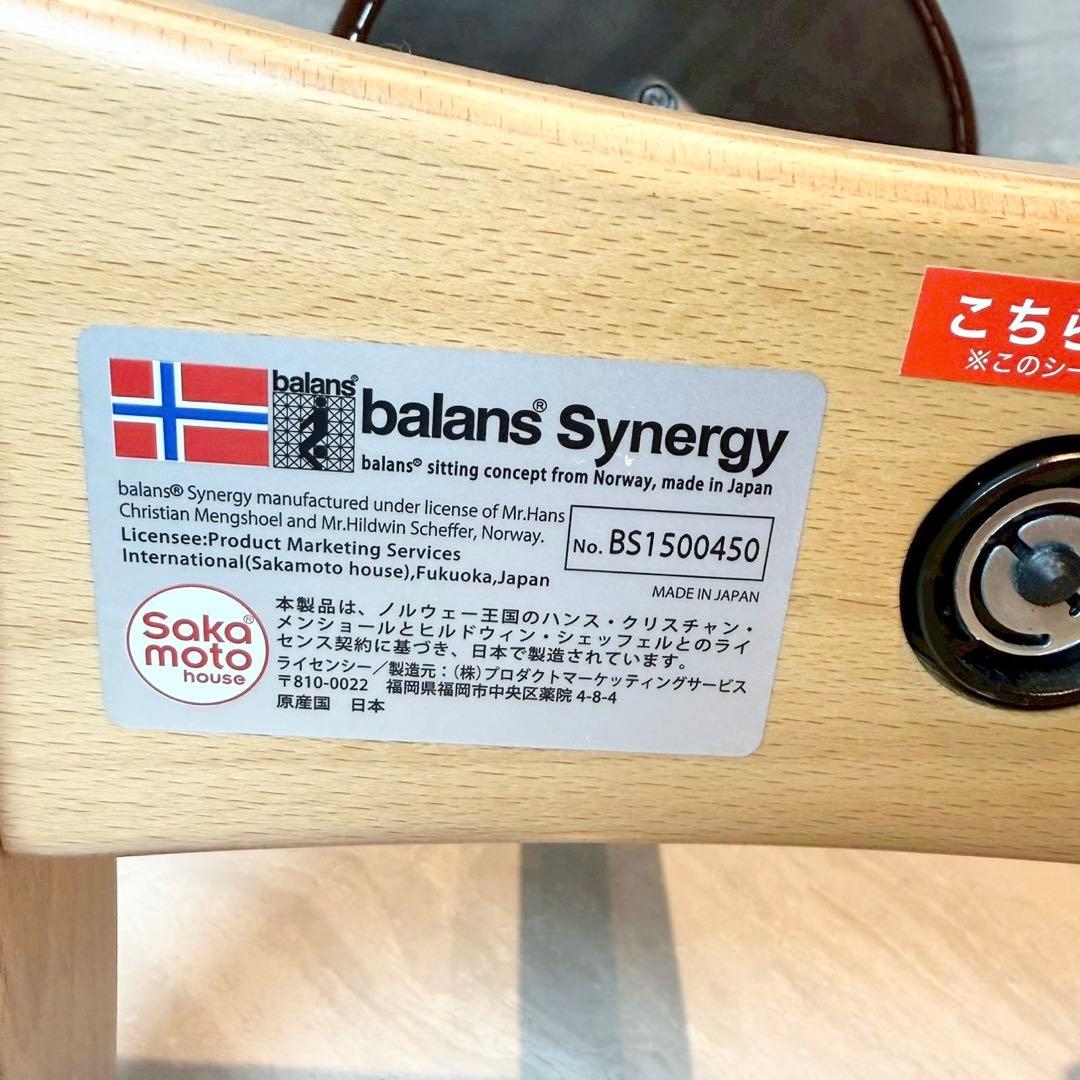 balans®
balans® Synergy
balans® sitting concept from Norway, made in Japan
balans® Synergy manufactured under license of Mr.Hans
Christian Mengshoel and Mr.Hildwin Scheffer, Norway.
Licensee:Product Marketing Services
International(Sakamoto house),Fukuoka,Japan
No. BS1500450
MADE IN JAPAN
Saka®
moto
house
本製品は、ノルウェー王国のハンス・クリスチャン・
メンショールとヒルドウィン・シェッフェルとのライ
センス契約に基づき、日本で製造されています。
ライセンシー／製造元：（株）プロダクトマーケッティングサービス
〒810-0022 福岡県福岡市中央区薬院 4-8-4
原産国 日本
こちら
※このシー